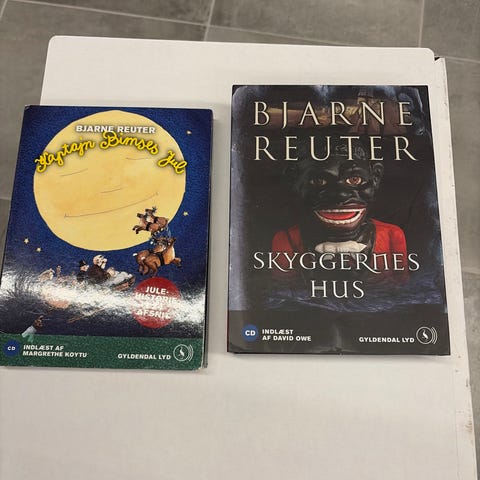 BJARNE REUTER
Kaptajn Bimses Jul
JULE-
HISTORIE
AFSNIT
CD
INDLÆST AF
MARGRETHE KOYTU
GYLDENDAL LYD
BJARNE
REUTER
SKYGGERNES
HUS
CD
INDLÆST
AF DAVID OWE
GYLDENDAL LYD